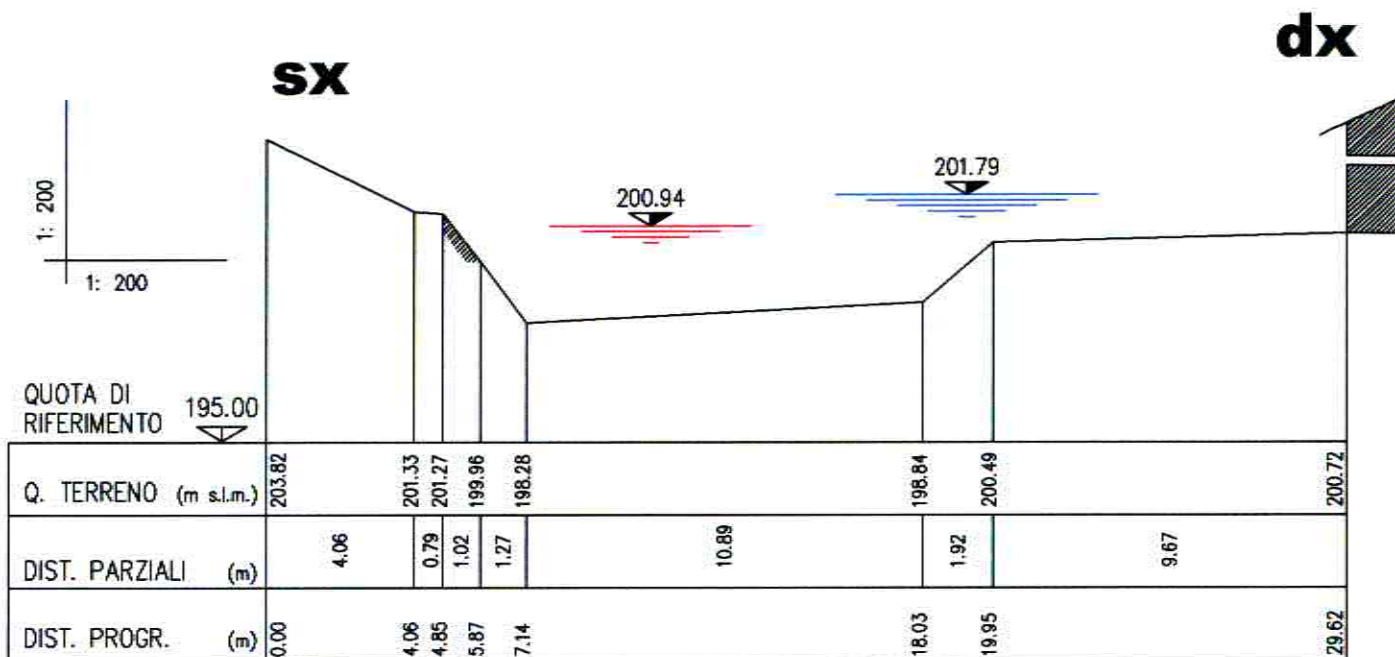 sx
dx
1: 200
1: 200
200.94
201.79
QUOTA DI
RIFERIMENTO 195.00
Q. TERRENO (m s.l.m.) 203.82 201.33 201.27 199.96 198.28 198.84 200.49 200.72
DIST. PARZIALI (m) 4.06 0.79 1.02 1.27 10.89 1.92 9.67
DIST. PROGR. (m) 0.00 4.06 4.85 5.87 7.14 18.03 19.95 29.62